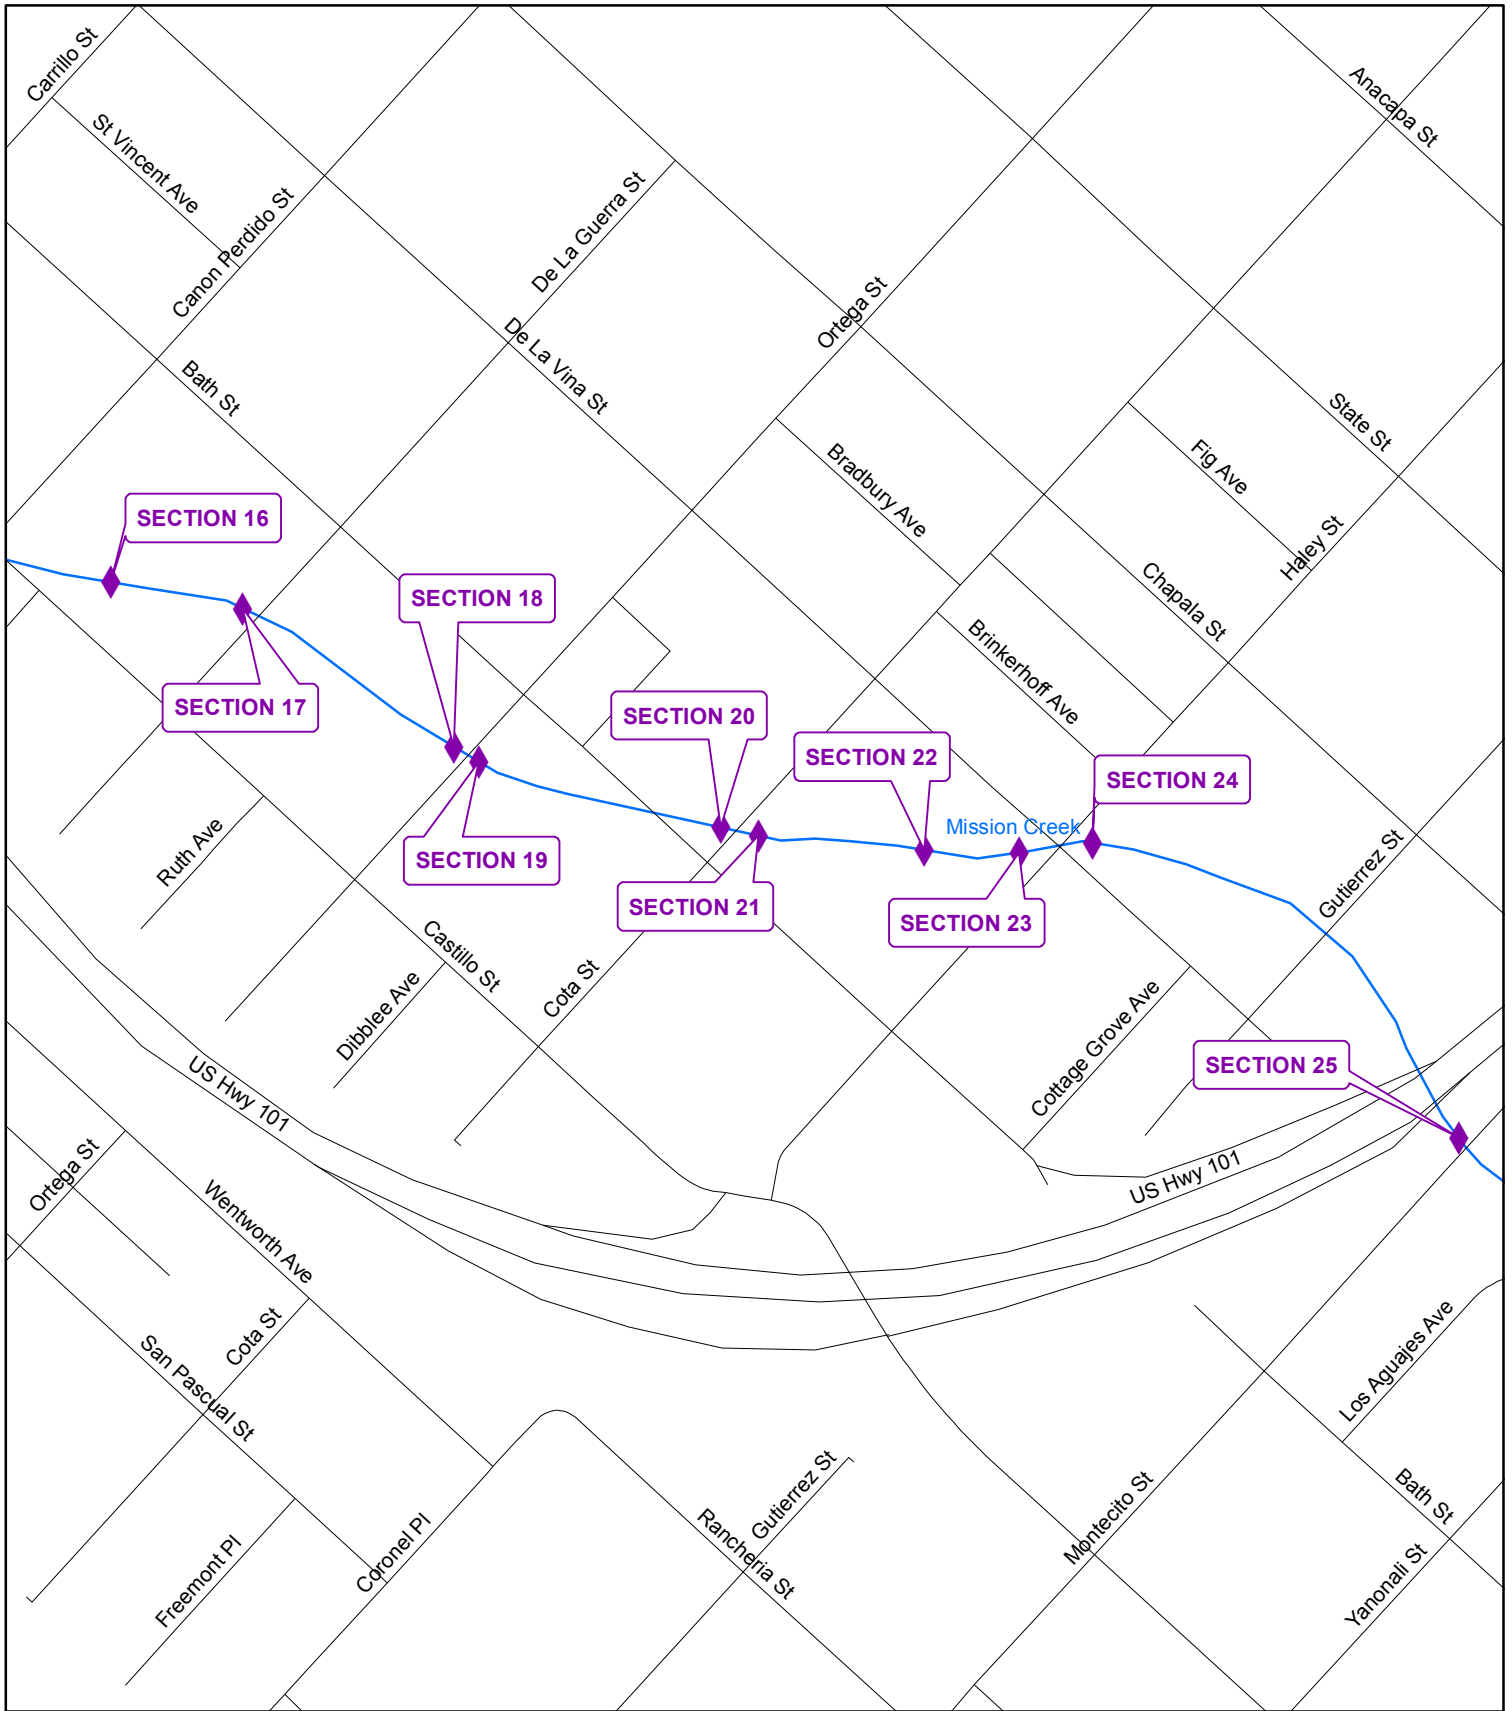 Carrillo St
Anacapa St
St Vincent Ave
Canon Perdido St
De La Guerra St
Ortega St
De La Vina St
Bath St
State St
Fig Ave
Bradbury Ave
SECTION 16
Haley St
Chapala St
SECTION 18
Brinkerhoff Ave
SECTION 17
SECTION 20
SECTION 22
SECTION 24
Mission Creek
Ruth Ave
SECTION 19
Gutierrez St
SECTION 21
SECTION 23
Castillo St
Cota St
Dibblee Ave
Cottage Grove Ave
SECTION 25
US Hwy 101
US Hwy 101
Ortega St
Wentworth Ave
Cota St
Los Aguajes Ave
San Pascual St
Bath St
Gutierrez St
Montecito St
Coronel Pl
Rancheria St
Freemont Pl
Yanonali St